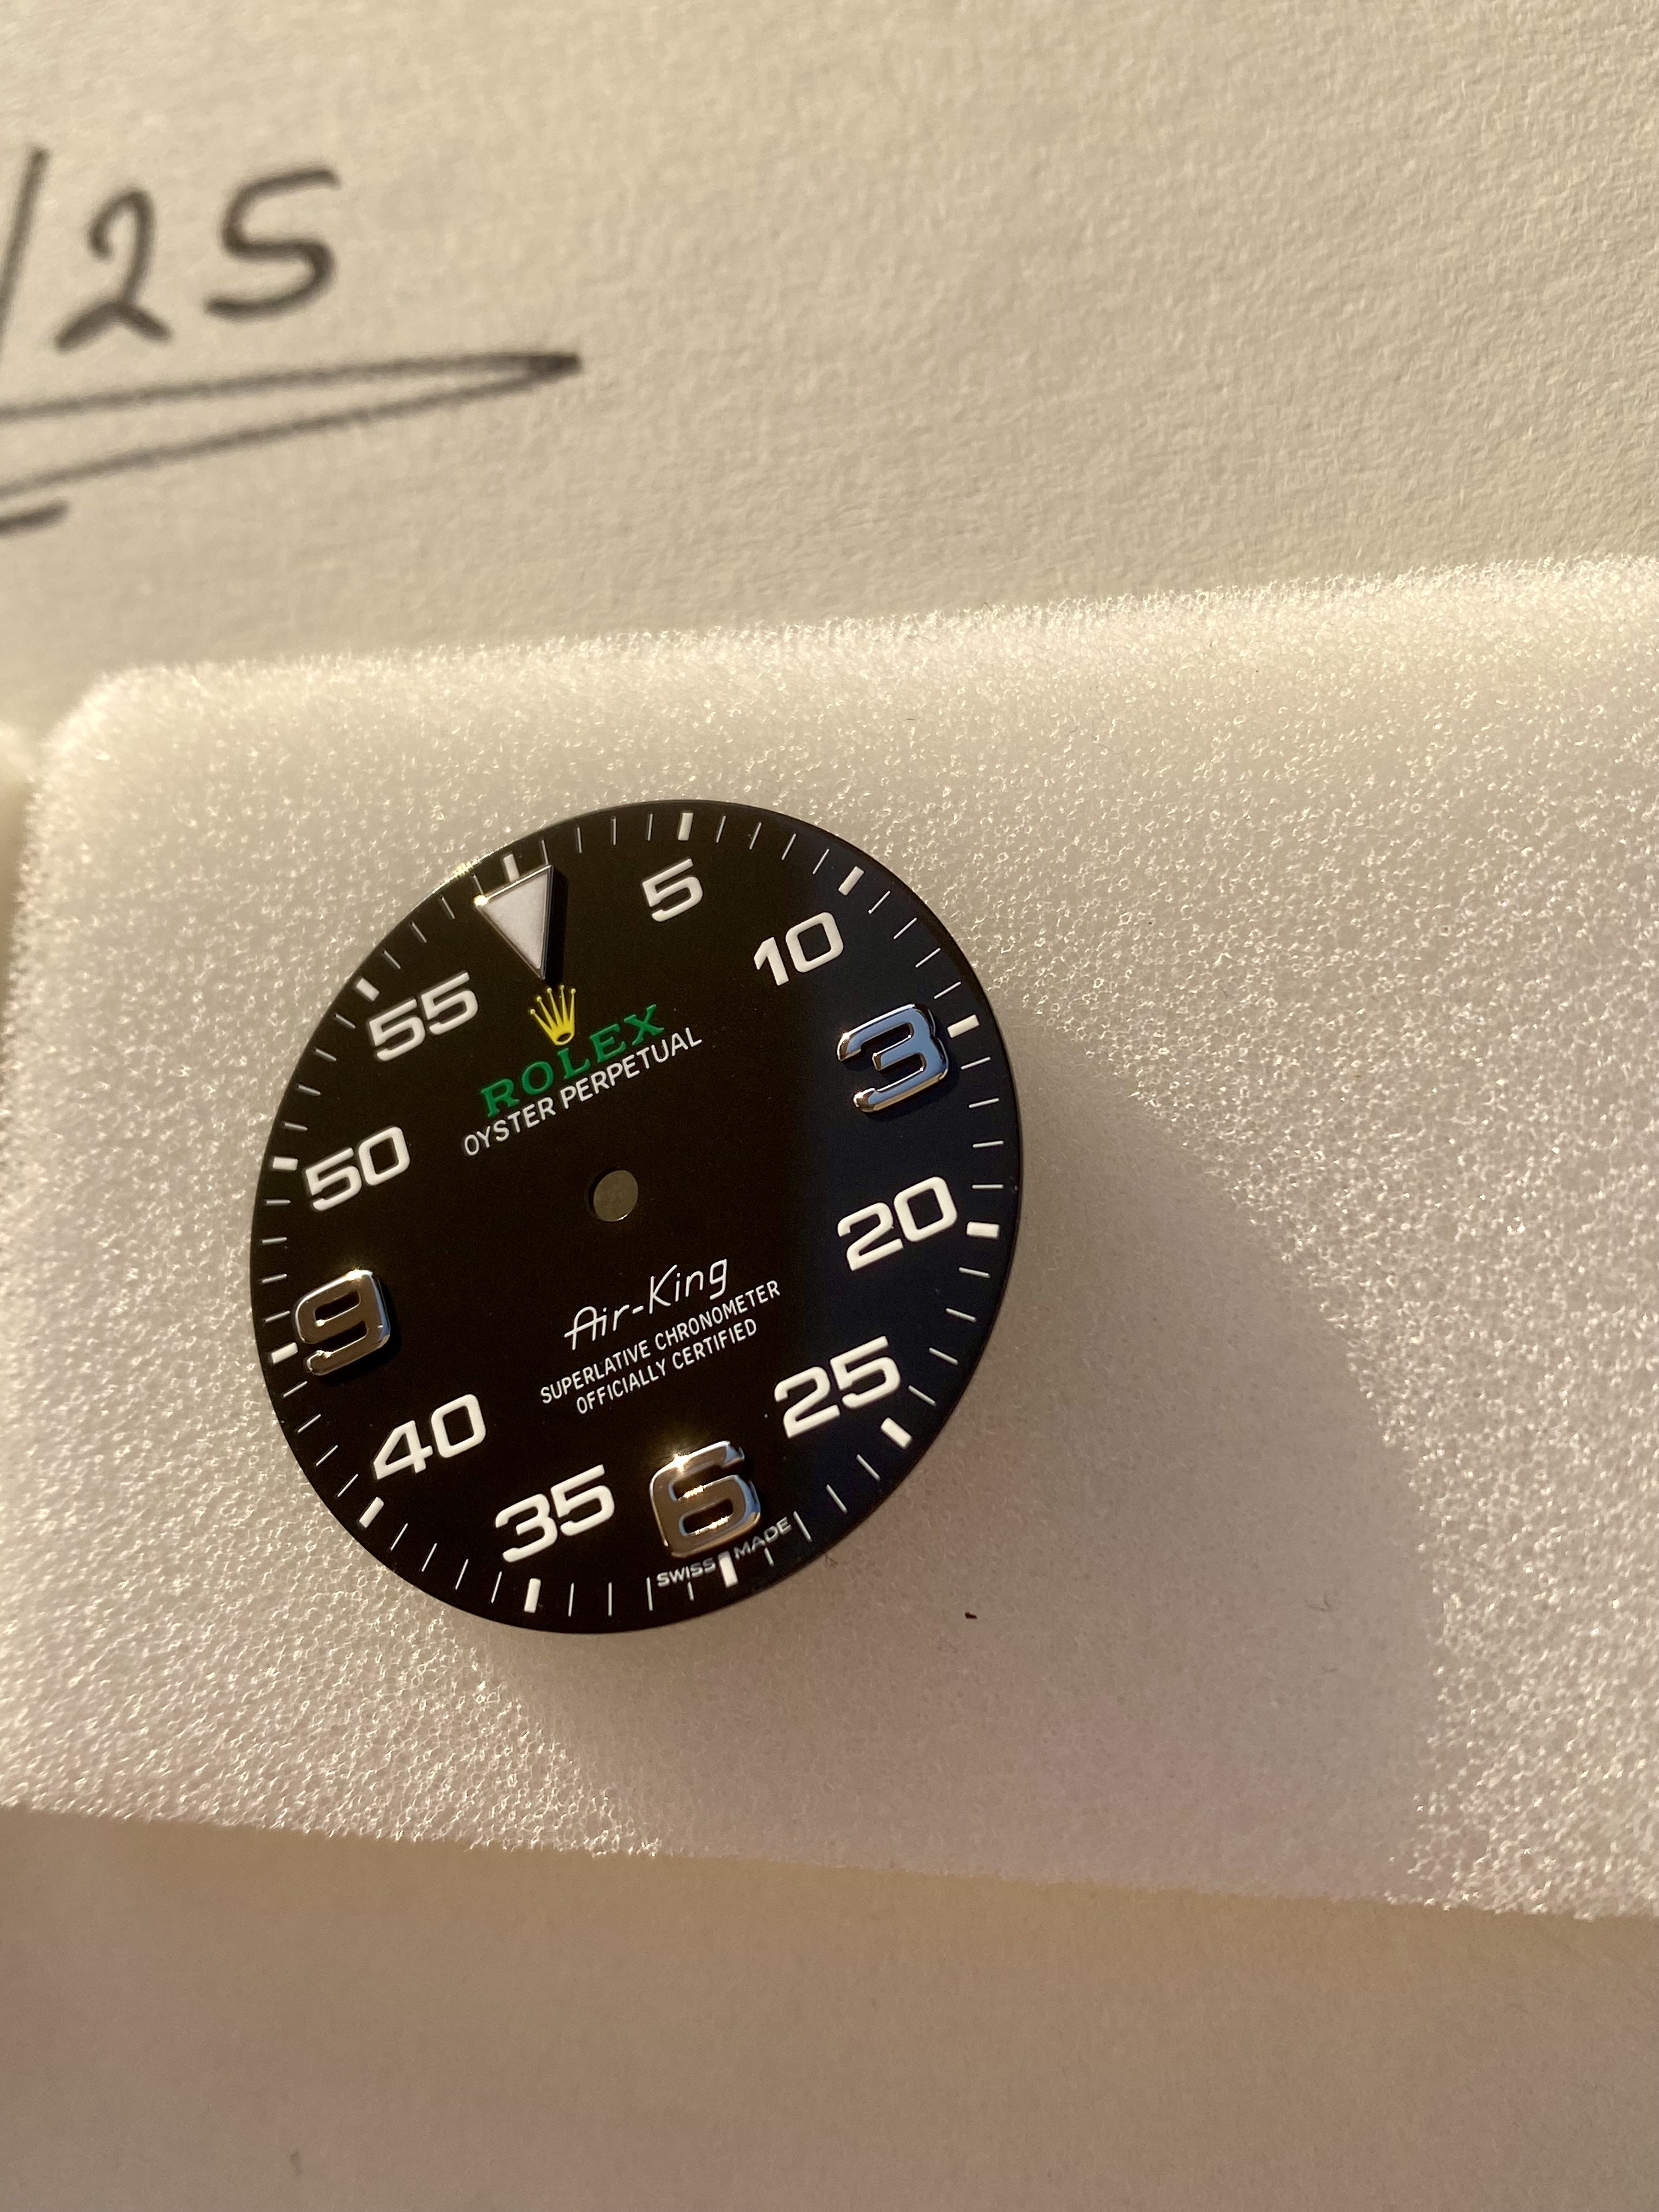 /25
5
10
55
ROLEX
OYSTER PERPETUAL
3
50
20
9
Air-King
SUPERLATIVE CHRONOMETER
OFFICIALLY CERTIFIED
25
40
6
35
SWISS MADE